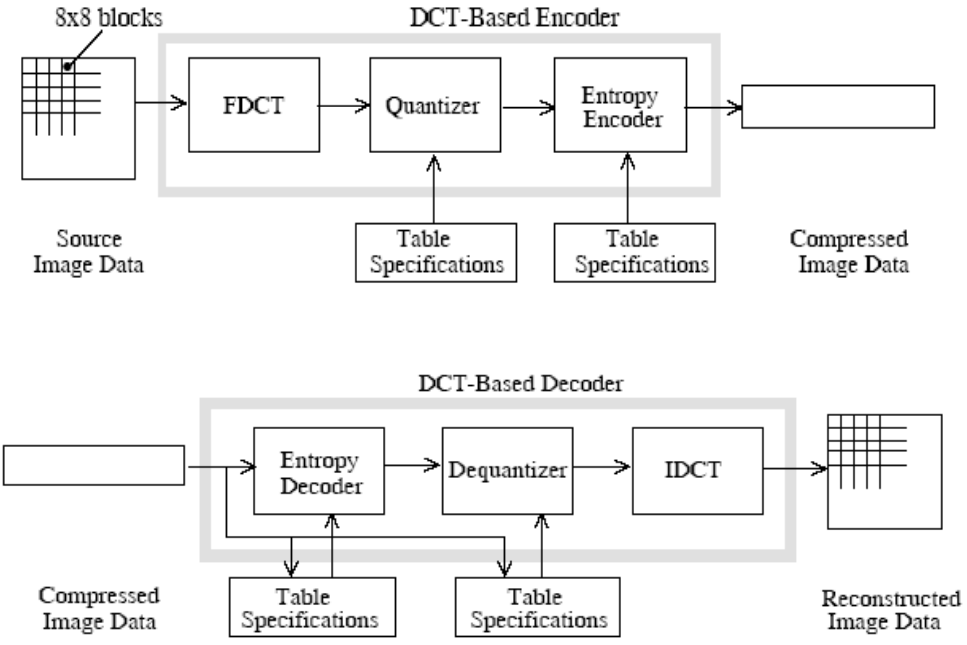 8x8 blocks
DCT-Based Encoder
FDCT
Quantizer
Entropy
Encoder
Source
Image Data
Table
Specifications
Table
Specifications
Compressed
Image Data
DCT-Based Decoder
Entropy
Decoder
Dequantizer
IDCT
Compressed
Image Data
Table
Specifications
Table
Specifications
Reconstructed
Image Data